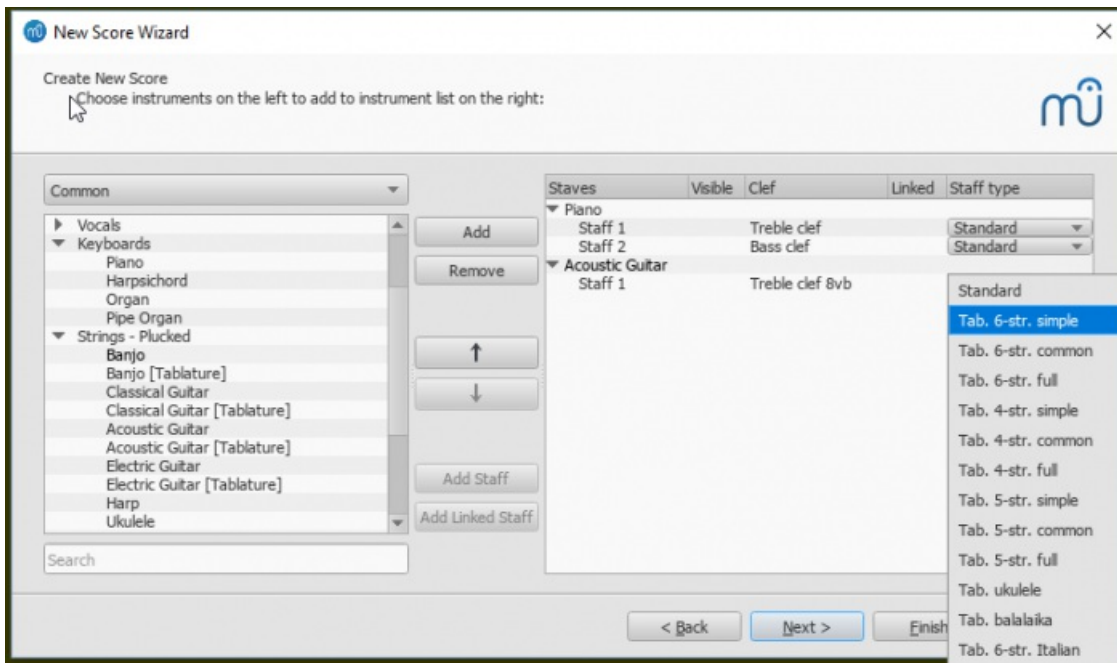 New Score Wizard
Create New Score
Choose instruments on the left to add to instrument list on the right:
mu
Common
Vocals
Keyboards
Piano
Harpsichord
Organ
Pipe Organ
Strings - Plucked
Banjo
Banjo [Tablature]
Classical Guitar
Classical Guitar [Tablature]
Acoustic Guitar
Acoustic Guitar [Tablature]
Electric Guitar
Electric Guitar [Tablature]
Harp
Ukulele
Search
Add
Remove
Add Staff
Add Linked Staff
Staves Visible Clef Linked Staff type
Piano
Staff 1 Treble clef Standard
Staff 2 Bass clef Standard
Acoustic Guitar
Staff 1 Treble clef 8vb
Standard
Tab. 6-str. simple
Tab. 6-str. common
Tab. 6-str. full
Tab. 4-str. simple
Tab. 4-str. common
Tab. 4-str. full
Tab. 5-str. simple
Tab. 5-str. common
Tab. 5-str. full
Tab. ukulele
Tab. balalaika
Tab. 6-str. Italian
< Back Next > Finish